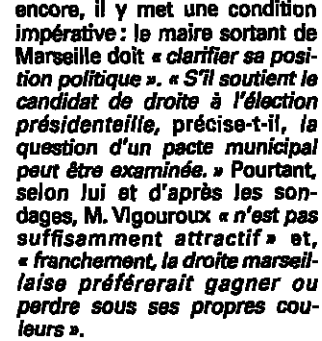 encore, il y met une condition
impérative : le maire sortant de
Marseille doit « clarifier sa posi-
tion politique ». « S'il soutient le
candidat de droite à l'élection
présidenteille, précise-t-il, la
question d'un pacte municipal
peut être examinée. » Pourtant,
selon lui et d'après les son-
dages, M. Vigouroux « n'est pas
suffisamment attractif » et,
« franchement, la droite marseil-
laise préférerait gagner ou
perdre sous ses propres cou-
leurs ».